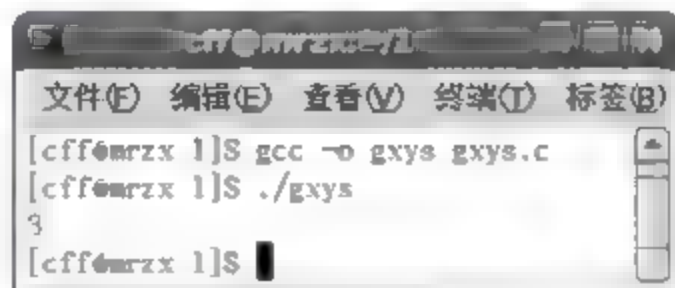 文件(F) 编辑(E) 查看(V) 终端(T) 标签(B)
[cff@mrzx 1]$ gcc -o gxys gxys.c
[cff@mrzx 1]$ ./gxys
3
[cff@mrzx 1]$